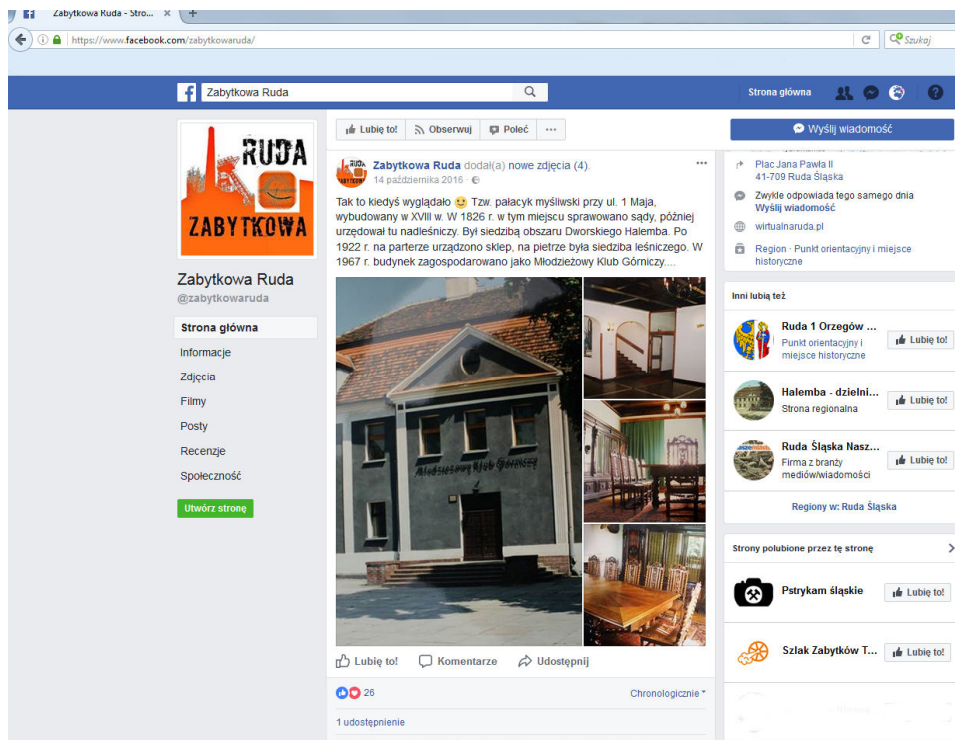 Zabytkowa Ruda - Stro...
https://www.facebook.com/zabytkowaruda/
Szukaj
Zabytkowa Ruda
Strona główna
RUDA
ZABYTKOWA
Zabytkowa Ruda
@zabytkowaruda
Strona główna
Informacje
Zdjęcia
Filmy
Posty
Recenzje
Społeczność
Utwórz stronę
Lubię to! Obserwuj Poleć ...
Zabytkowa Ruda dodał(a) nowe zdjęcia (4).
14 października 2016 ·
Tak to kiedyś wyglądało Tzw. pałacyk myśliwski przy ul. 1 Maja,
wybudowany w XVIII w. W 1826 r. w tym miejscu sprawowano sądy, później
urzędował tu nadleśniczy. Był siedzibą obszaru Dworskiego Halemba. Po
1922 r. na parterze urządzono sklep, na pietrze była siedziba leśniczego. W
1967 r. budynek zagospodarowano jako Młodzieżowy Klub Górniczy....
Młodzieżowy Klub Górniczy
Lubię to! Komentarze Udostępnij
26
Chronologicznie
1 udostępnienie
Wyślij wiadomość
Plac Jana Pawła II
41-709 Ruda Śląska
Zwykle odpowiada tego samego dnia
Wyślij wiadomość
wirtualnaruda.pl
Region · Punkt orientacyjny i miejsce
historyczne
Inni lubią też
Ruda 1 Orzegów ...
Punkt orientacyjny i
miejsce historyczne
Lubię to!
Halemba - dzielni...
Strona regionalna
Lubię to!
Ruda Śląska Nasz...
Firma z branży
mediów/wiadomości
Lubię to!
Regiony w: Ruda Śląska
Strony polubione przez tę stronę
Pstrykam śląskie
Lubię to!
Szlak Zabytków T...
Lubię to!